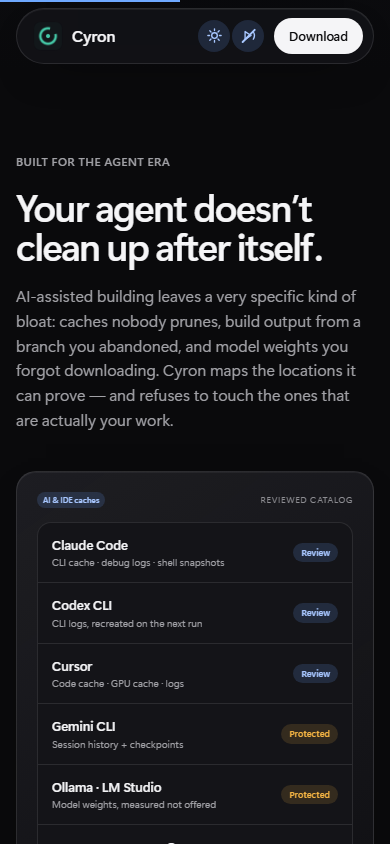 Cyron
Download
BUILT FOR THE AGENT ERA
Your agent doesn’t
clean up after itself.
AI-assisted building leaves a very specific kind of
bloat: caches nobody prunes, build output from a
branch you abandoned, and model weights you
forgot downloading. Cyron maps the locations it
can prove — and refuses to touch the ones that
are actually your work.
AI & IDE caches
REVIEWED CATALOG
Claude Code
CLI cache · debug logs · shell snapshots
Review
Codex CLI
CLI logs, recreated on the next run
Review
Cursor
Code cache · GPU cache · logs
Review
Gemini CLI
Session history + checkpoints
Protected
Ollama · LM Studio
Model weights, measured not offered
Protected